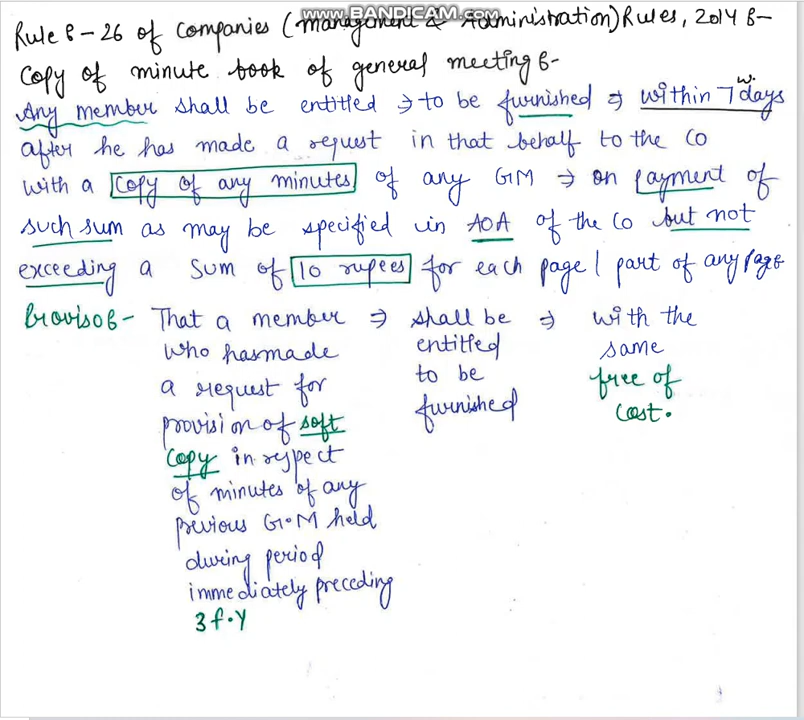 www.BANDICAM.com
Rule :- 26 of Companies (Management & Administration) Rules, 2014 :-
Copy of minute book of general meeting :-
Any member shall be entitled → to be furnished ⇒ within 7 w. days
after he has made a request in that behalf to the CO
with a copy of any minutes of any GM → on payment of
such sum as may be specified in AOA of the CO but not
exceeding a sum of 10 rupees for each page / part of any page
Proviso :- That a member ⇒ shall be ⇒ with the
who has made entitled same
a request for to be free of
provision of soft furnished cost.
copy in respect
of minutes of any
previous G.M held
during period
immediately preceding
3 f.y